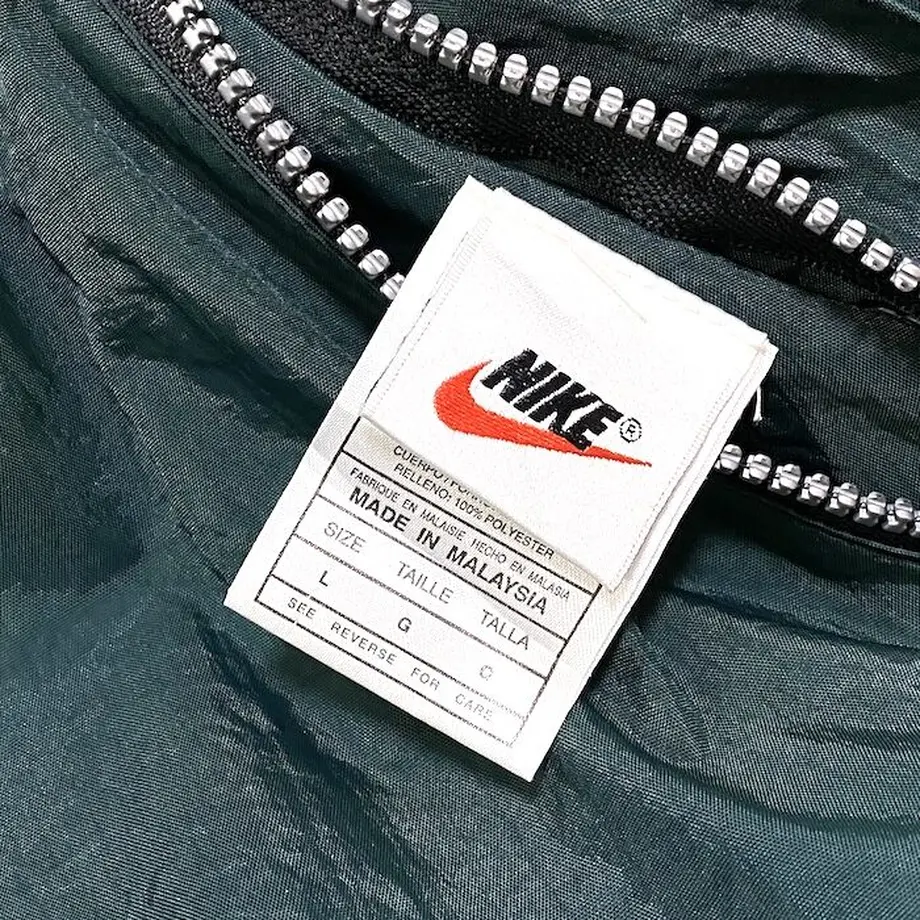 NIKE®
RELLENO: 100% POLYESTER
FABRIQUE EN MALAISIE HECHO EN MALASIA
MADE IN MALAYSIA
SIZE TAILLE TALLA
L G
SEE REVERSE FOR CARE